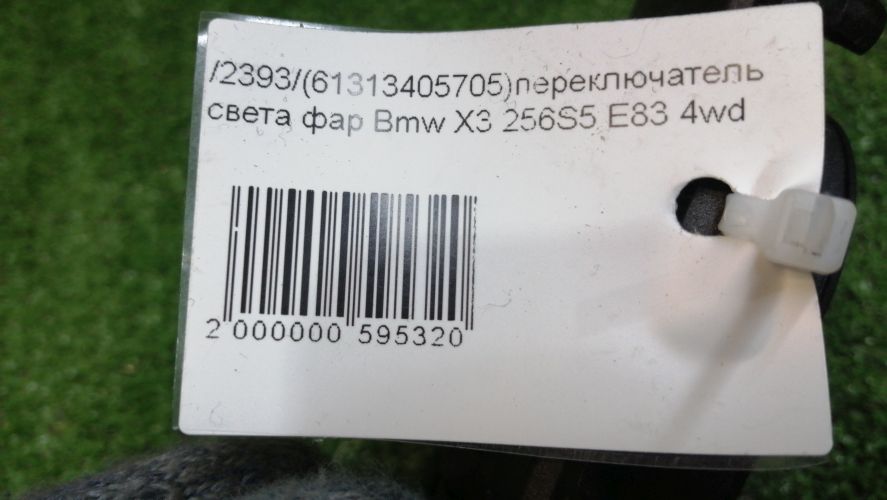 /2393/(61313405705)переключатель
света фар Bmw X3 256S5 E83 4wd
2 000000 595320